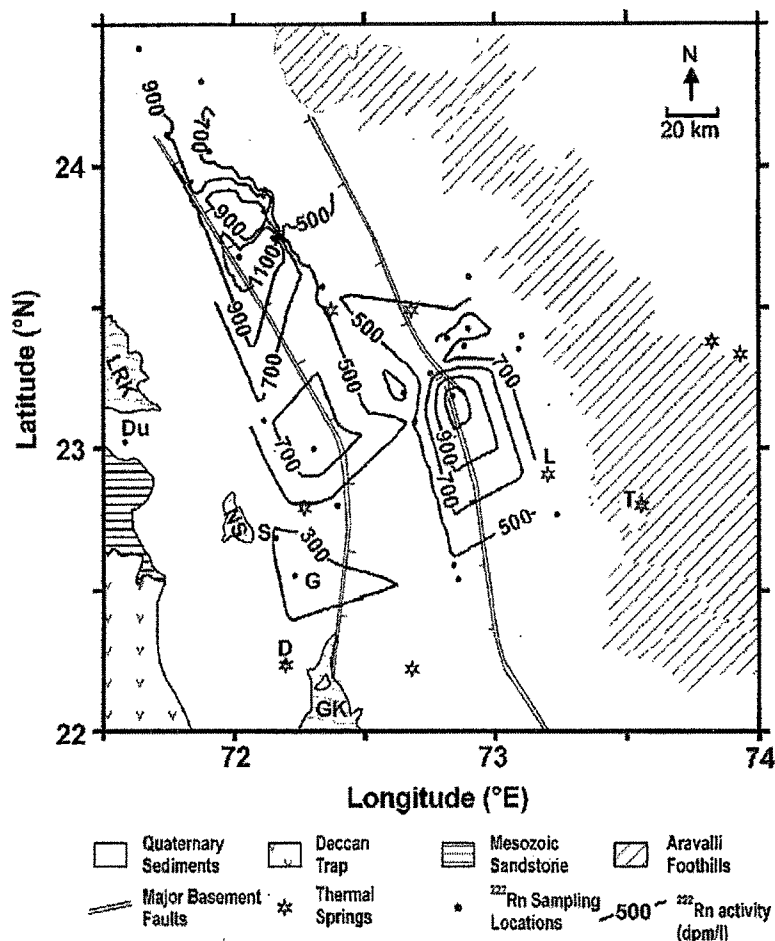 N
20 km
900
700
24
500
900
1100
900
700
500
500
700
LRK
Du
23
700
900
700
L
T
NS
S
300
500
G
D
GK
22
72
73
74
Latitude (°N)
Longitude (°E)
Quaternary Sediments
Deccan Trap
Mesozoic Sandstone
Aravalli Foothills
Major Basement Faults
Thermal Springs
²²²Rn Sampling Locations
500
²²²Rn activity (dpm/l)